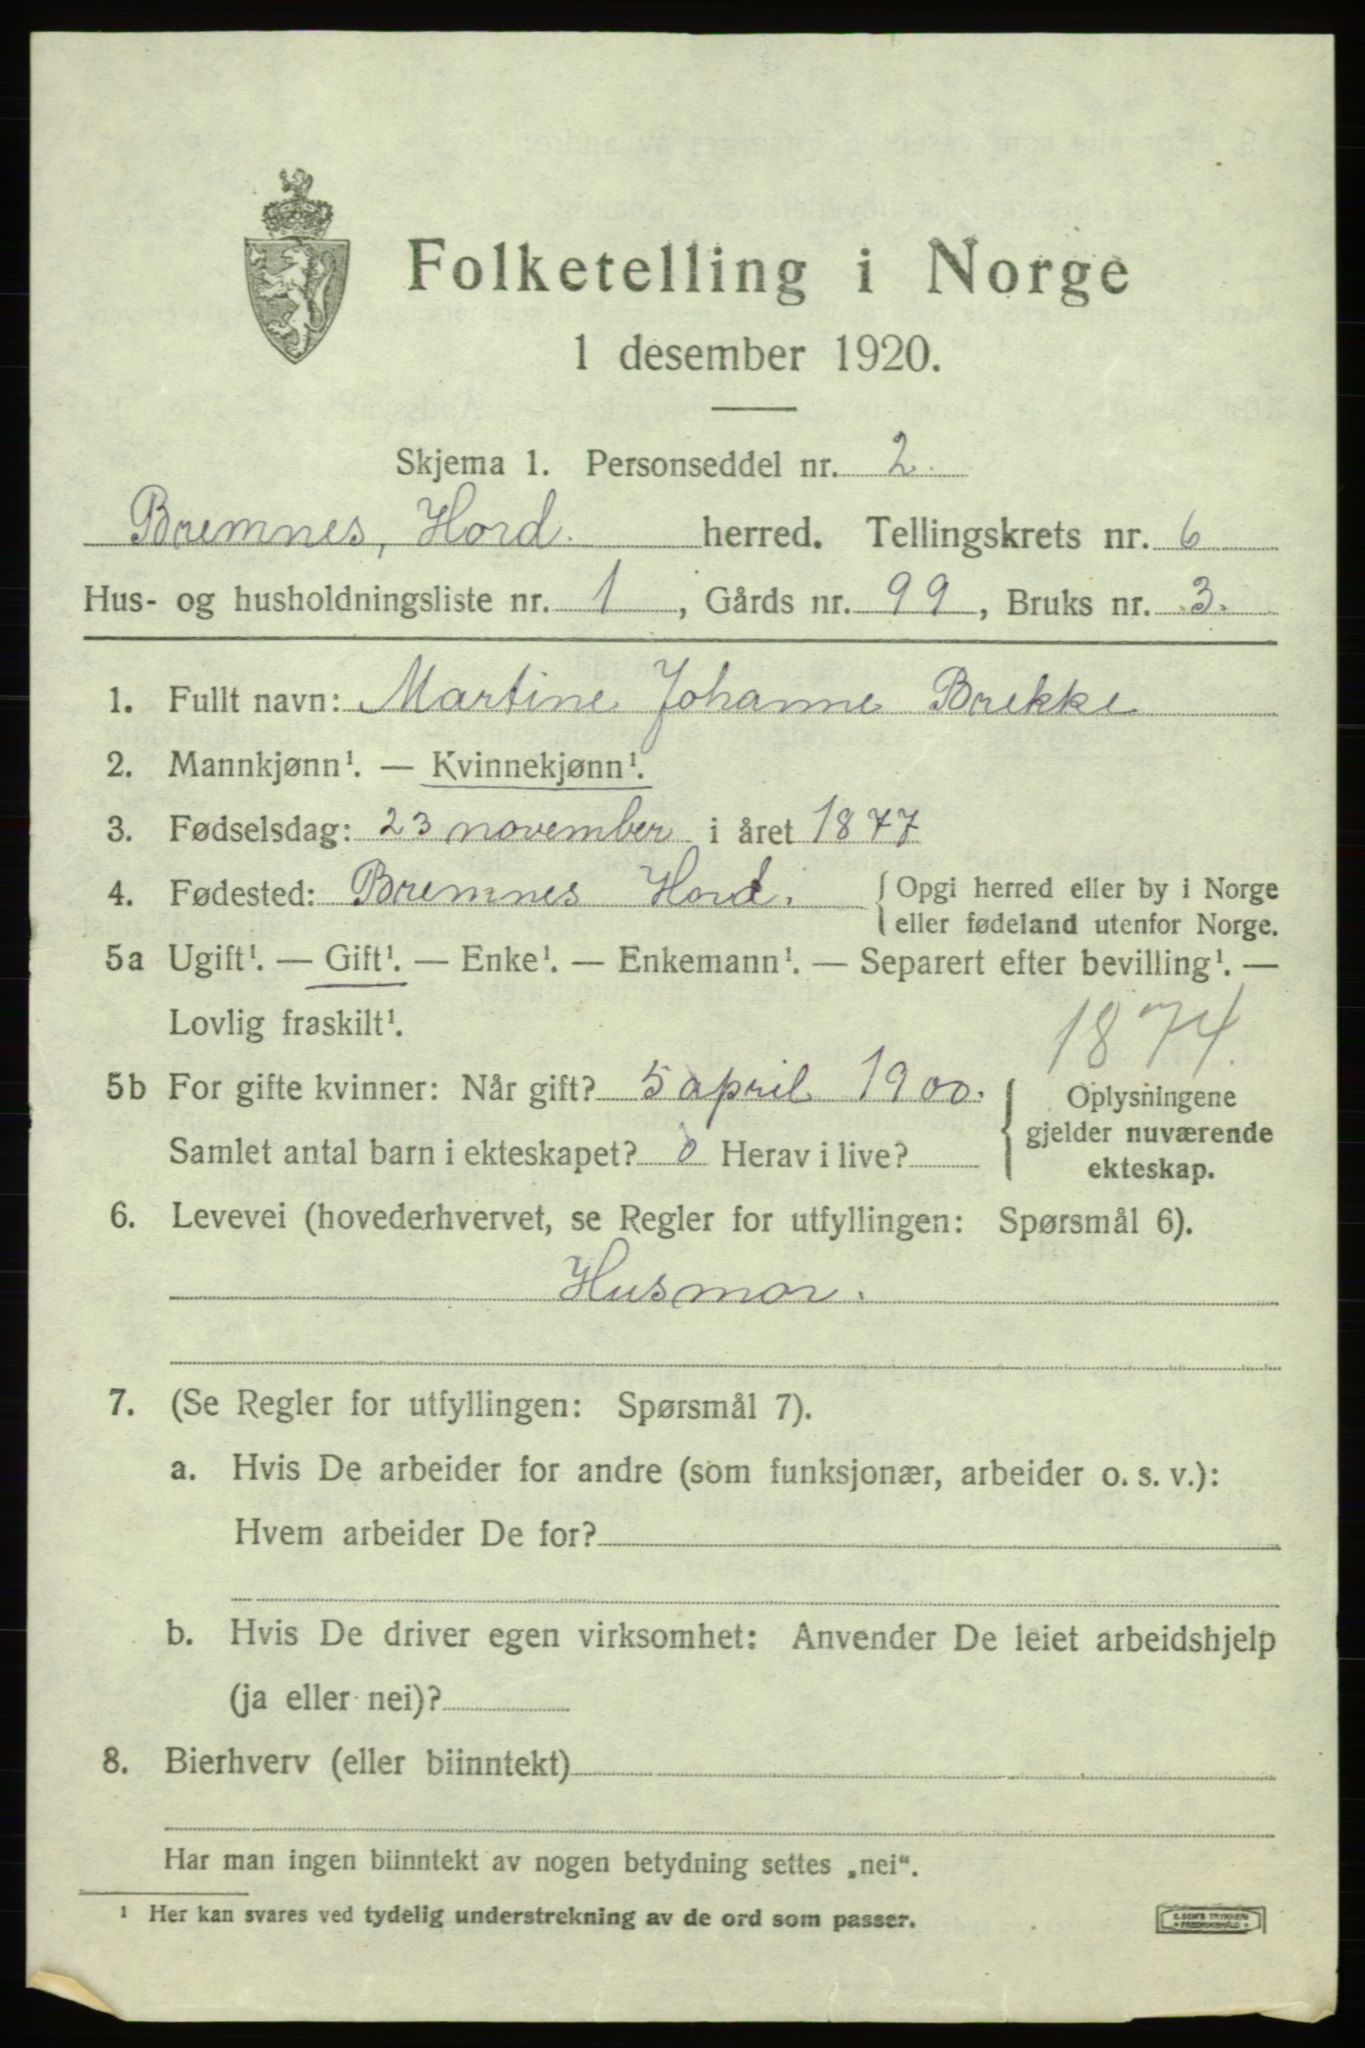 Folketelling i Norge
1 desember 1920.
Skjema 1. Personseddel nr. 2.
Bremnes, Hord. herred. Tellingskrets nr. 6
Hus- og husholdningsliste nr. 1, Gårds nr. 99, Bruks nr. 3.
1. Fullt navn: Martine Johanne Brekke
2. Mannkjønn¹. — Kvinnekjønn¹.
3. Fødselsdag: 23 november i året 1877
4. Fødested: Bremnes Hord. { Opgi herred eller by i Norge
eller fødeland utenfor Norge.
5a Ugift¹. — Gift¹. — Enke¹. — Enkemann¹. — Separert efter bevilling¹. —
Lovlig fraskilt¹.
1874.
5b For gifte kvinner: Når gift? 5 april 1900. } Oplysningene
gjelder nuværende
Samlet antal barn i ekteskapet? 0 Herav i live?
ekteskap.
6. Levevei (hovederhvervet, se Regler for utfyllingen: Spørsmål 6).
Husmor.
7. (Se Regler for utfyllingen: Spørsmål 7).
a. Hvis De arbeider for andre (som funksjonær, arbeider o. s. v.):
Hvem arbeider De for?
b. Hvis De driver egen virksomhet: Anvender De leiet arbeidshjelp
(ja eller nei)?
8. Bierhverv (eller biinntekt)
Har man ingen biinntekt av nogen betydning settes „nei“.
¹ Her kan svares ved tydelig understrekning av de ord som passer.